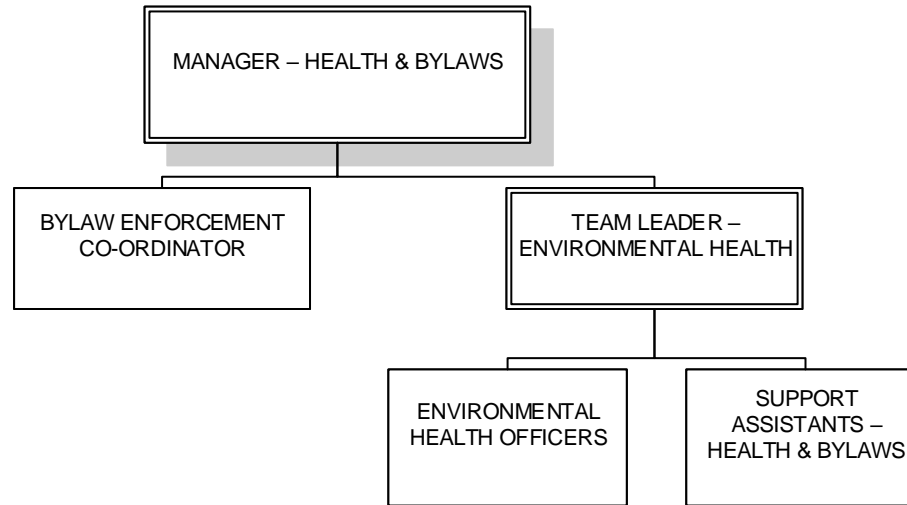 MANAGER – HEALTH & BYLAWS
BYLAW ENFORCEMENT
CO-ORDINATOR
TEAM LEADER –
ENVIRONMENTAL HEALTH
ENVIRONMENTAL
HEALTH OFFICERS
SUPPORT
ASSISTANTS –
HEALTH & BYLAWS